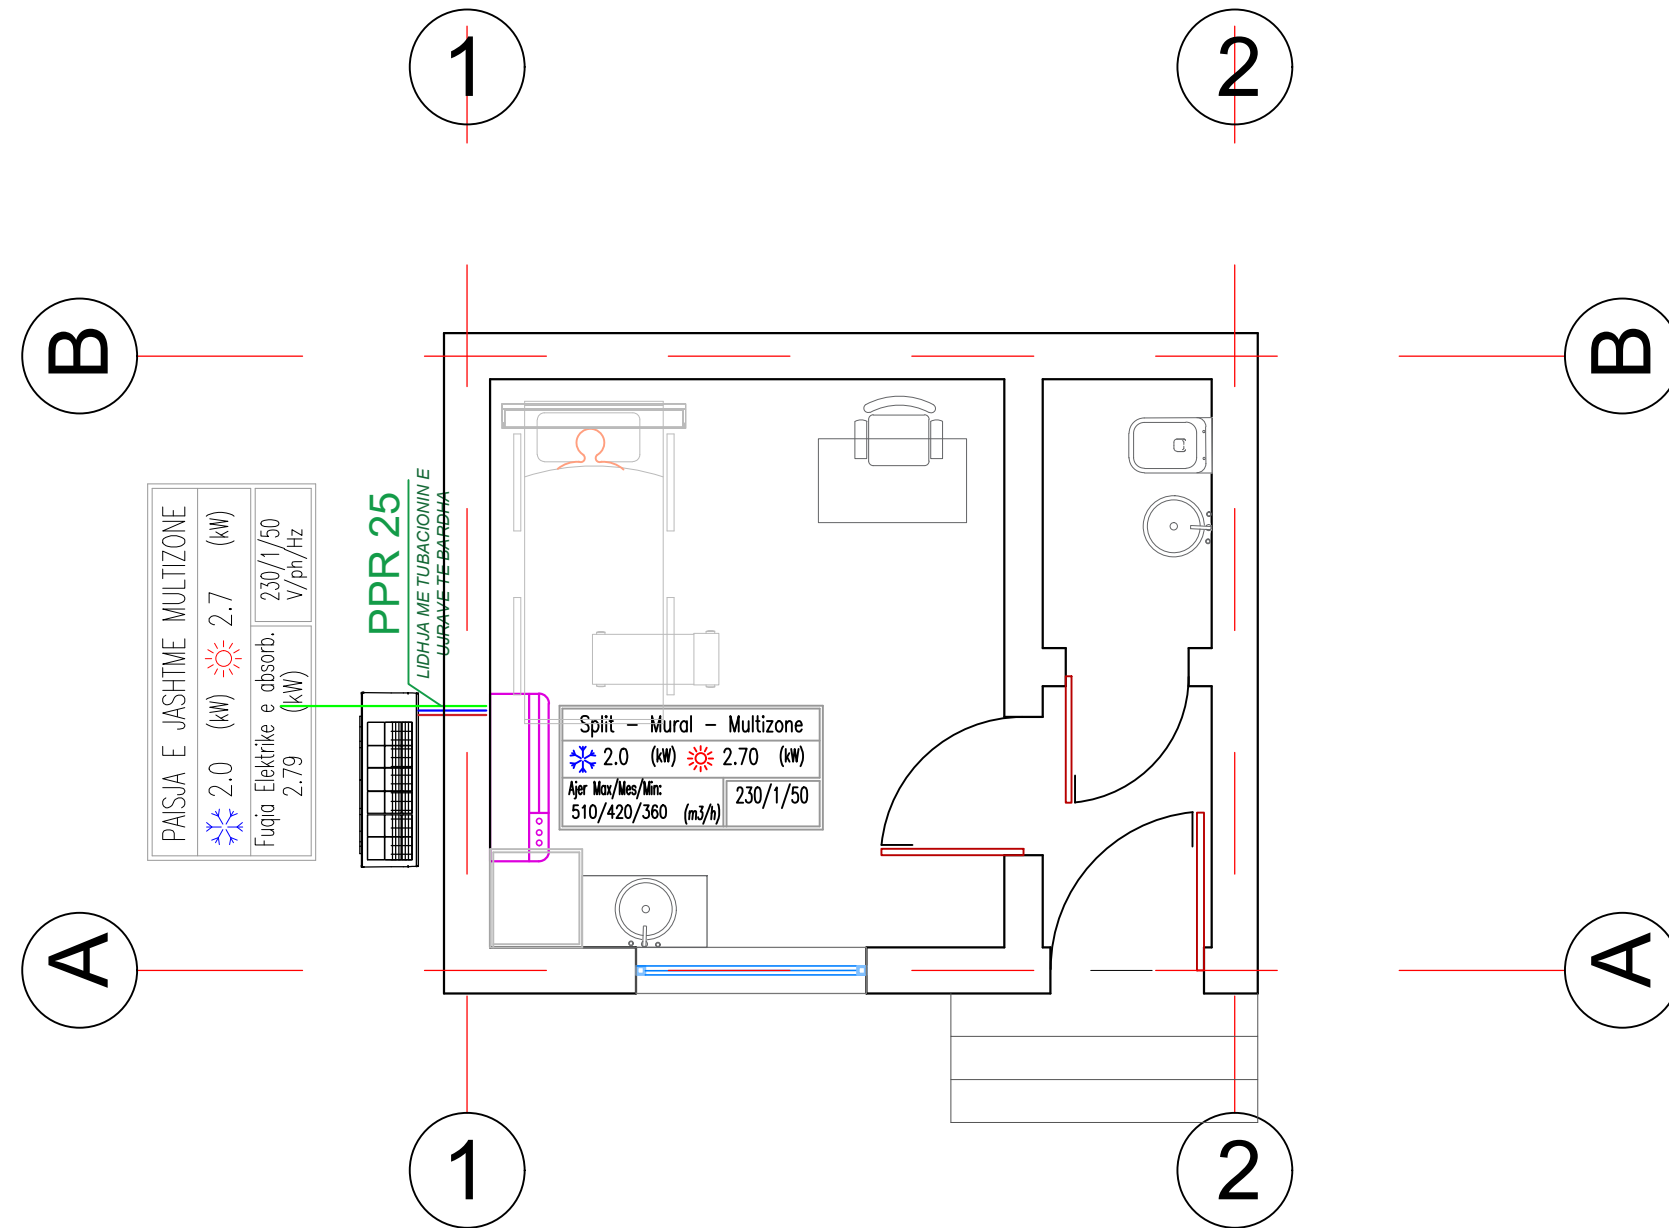 1
2
B
B
PAISJA E JASHTME MULTIZONE
2.0 (kW) 2.7 (kW)
Fuqia Elektrike e absorb.
2.79 (kW)
230/1/50
V/ph/Hz
PPR 25
LIDHJA ME TUBACIONIN E
UJRAVE TE BARDHA
Split - Mural - Multizone
2.0 (kW) 2.70 (kW)
Ajer Max/Mes/Min:
510/420/360 (m3/h)
230/1/50
A
A
1
2